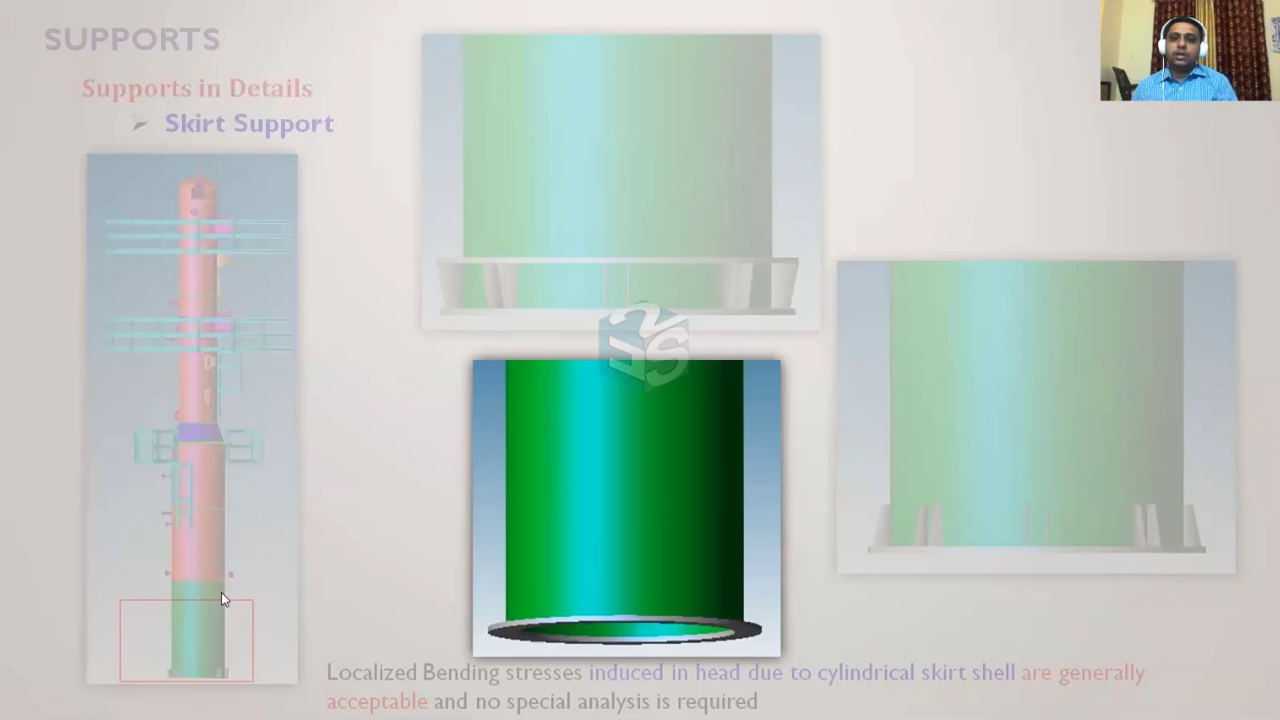 SUPPORTS
Supports in Details
Skirt Support
Localized Bending stresses induced in head due to cylindrical skirt shell are generally
acceptable and no special analysis is required